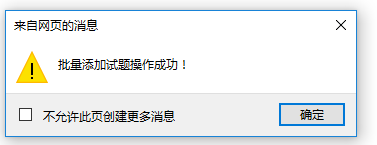 来自网页的消息
批量添加试题操作成功！
不允许此页创建更多消息
确定